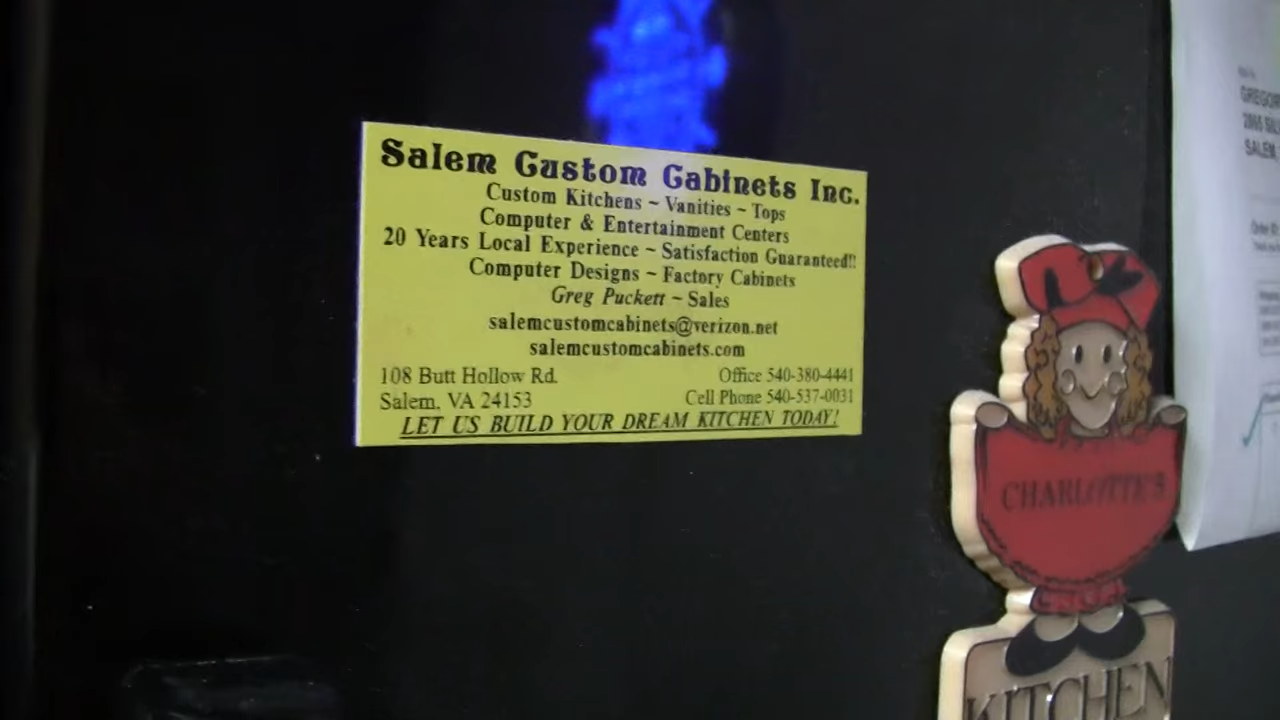 Salem Custom Cabinets Inc.
Custom Kitchens ~ Vanities ~ Tops
Computer & Entertainment Centers
20 Years Local Experience ~ Satisfaction Guaranteed!!
Computer Designs ~ Factory Cabinets
Greg Puckett ~ Sales
salemcustomcabinets@verizon.net
salemcustomcabinets.com
108 Butt Hollow Rd. Office 540-380-4441
Salem, VA 24153 Cell Phone 540-537-0031
LET US BUILD YOUR DREAM KITCHEN TODAY!
CHARLOTTE'S
KITCHEN
SALEM,